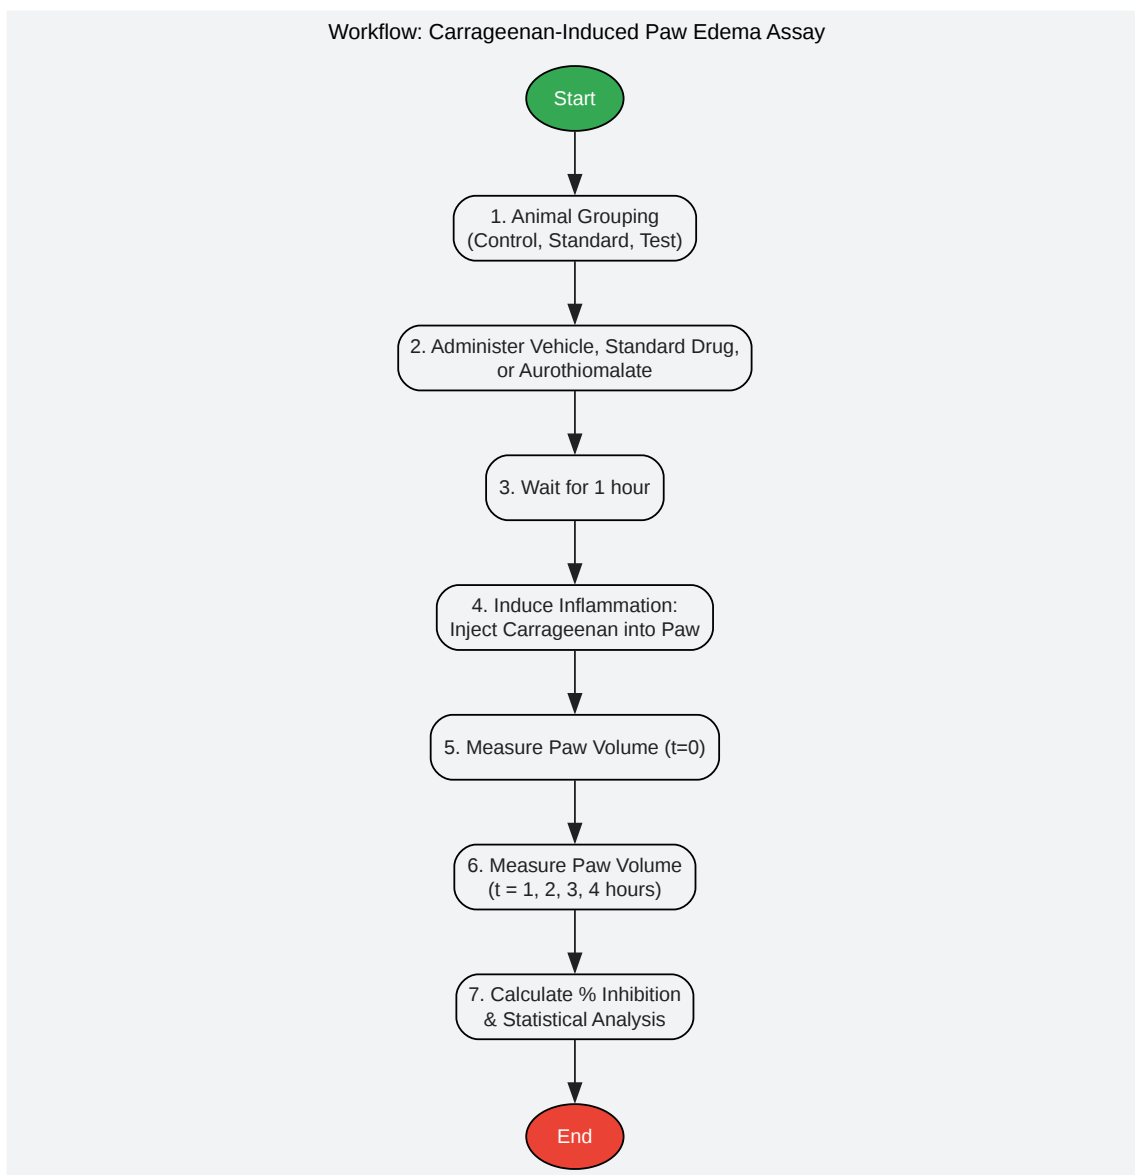 Workflow: Carrageenan-Induced Paw Edema Assay
Start
1. Animal Grouping
(Control, Standard, Test)
2. Administer Vehicle, Standard Drug,
or Aurothiomalate
3. Wait for 1 hour
4. Induce Inflammation:
Inject Carrageenan into Paw
5. Measure Paw Volume (t=0)
6. Measure Paw Volume
(t = 1, 2, 3, 4 hours)
7. Calculate % Inhibition
& Statistical Analysis
End